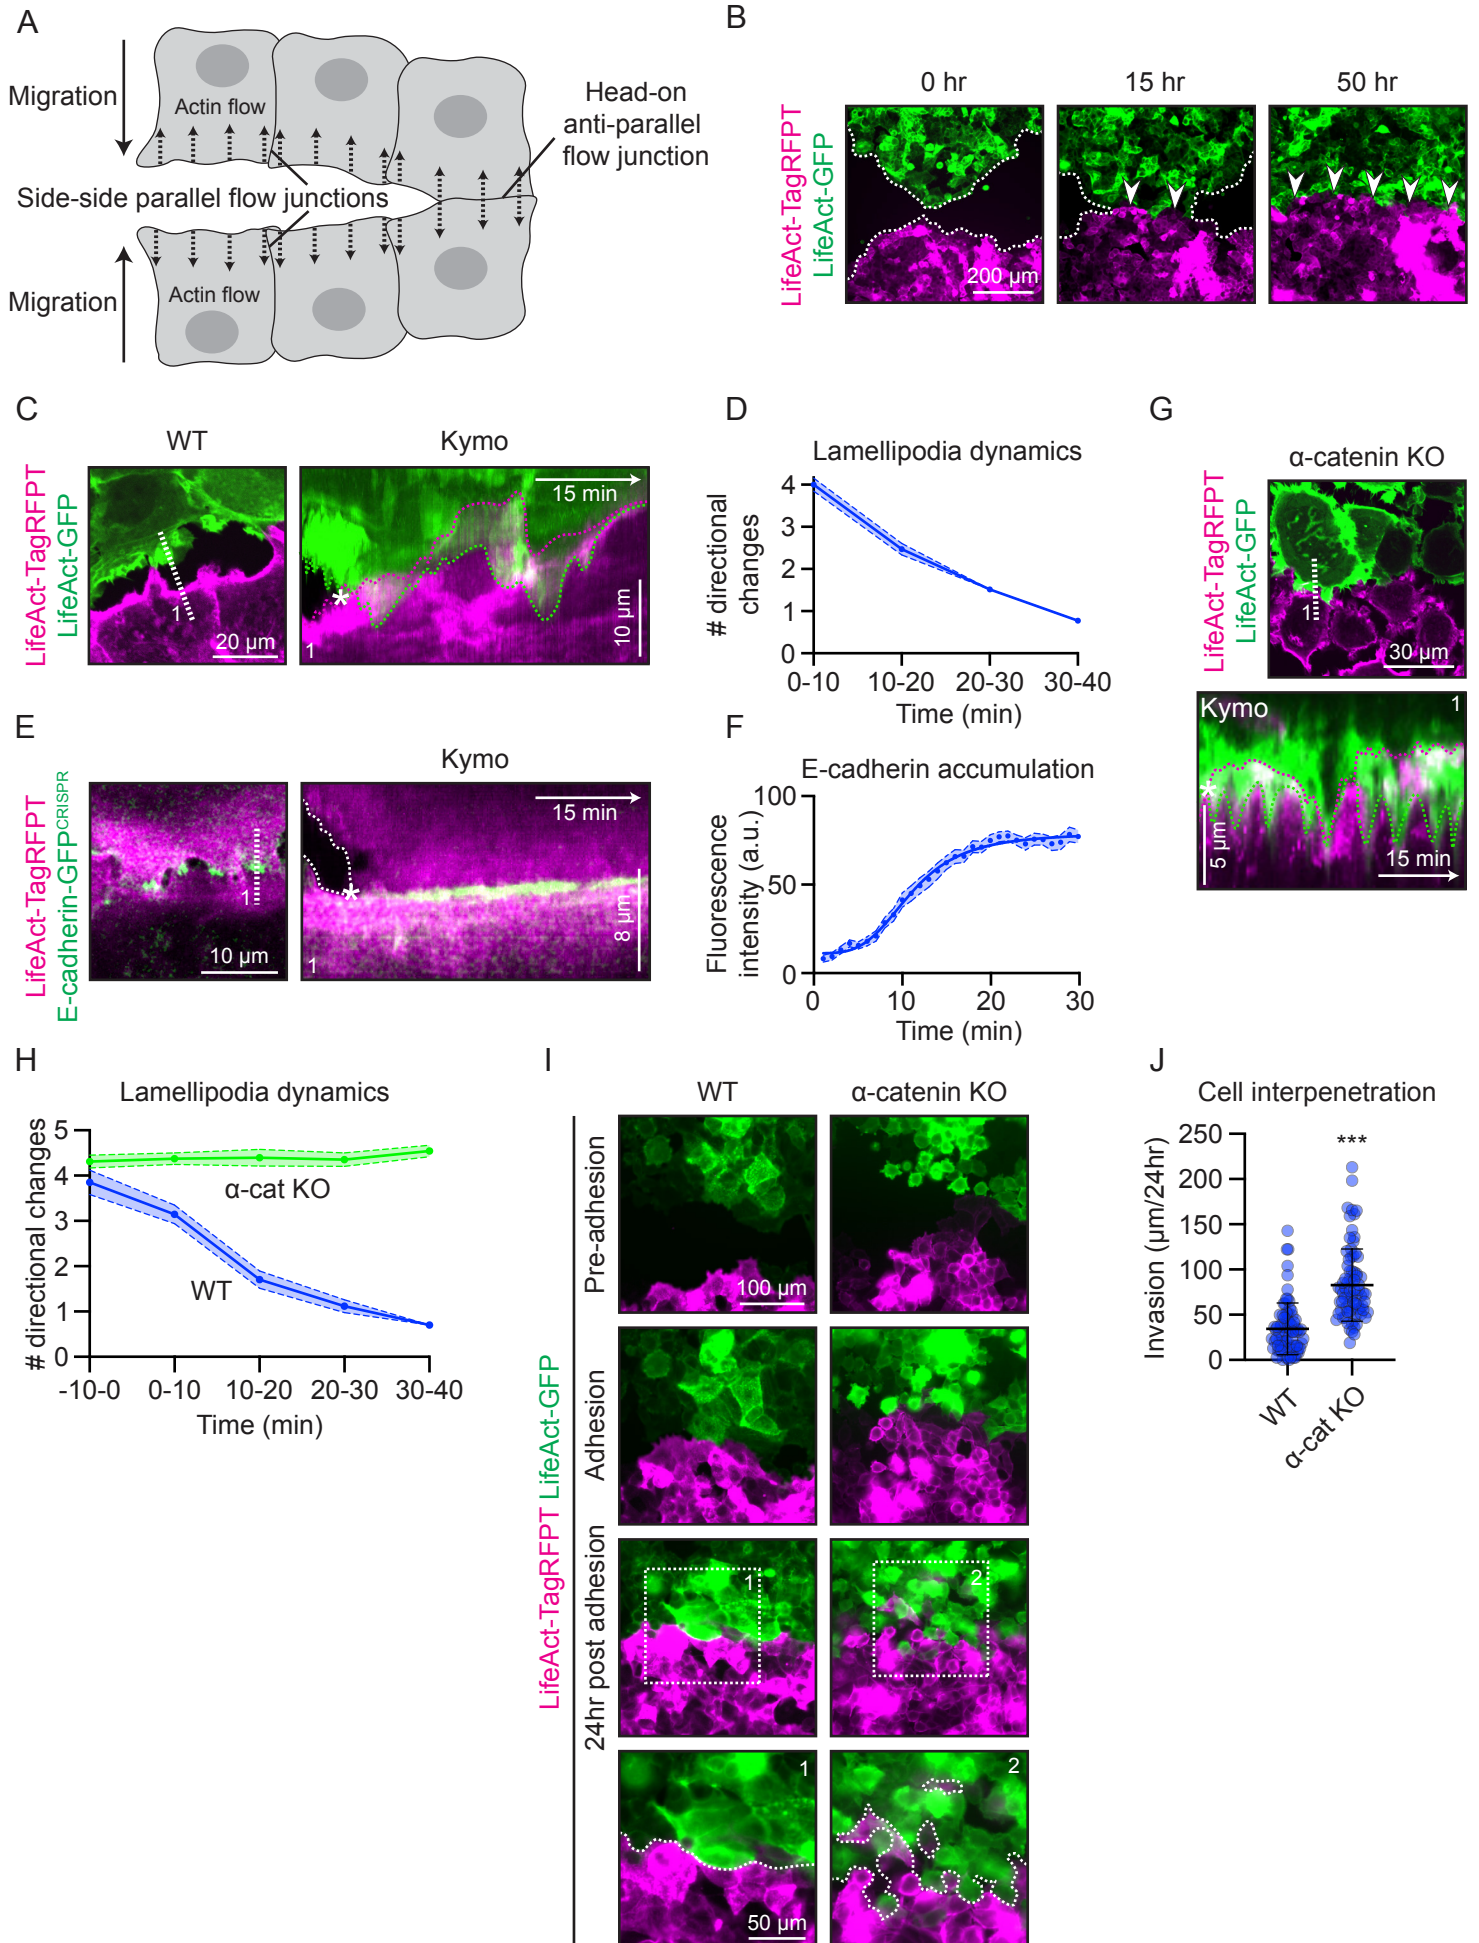 A
Migration
Actin flow
Head-on
anti-parallel
flow junction
Side-side parallel flow junctions
Migration
Actin flow
B
0 hr
15 hr
50 hr
LifeAct-TagRFPT
LifeAct-GFP
200 µm
C
WT
Kymo
LifeAct-TagRFPT
LifeAct-GFP
1
20 µm
15 min
10 µm
1
D
Lamellipodia dynamics
# directional
changes
4
3
2
1
0
0-10
10-20
20-30
30-40
Time (min)
G
α-catenin KO
LifeAct-TagRFPT
LifeAct-GFP
1
30 µm
Kymo
1
5 µm
15 min
E
Kymo
LifeAct-TagRFPT
E-cadherin-GFPCRISPR
1
10 µm
15 min
8 µm
1
F
E-cadherin accumulation
Fluorescence
intensity (a.u.)
100
50
0
0
10
20
30
Time (min)
H
Lamellipodia dynamics
# directional changes
5
4
3
2
1
0
α-cat KO
WT
-10-0
0-10
10-20
20-30
30-40
Time (min)
I
WT
α-catenin KO
LifeAct-TagRFPT LifeAct-GFP
Pre-adhesion
100 µm
Adhesion
24hr post adhesion
1
2
1
2
50 µm
J
Cell interpenetration
Invasion (µm/24hr)
250
200
150
100
50
0
***
WT
α-cat KO